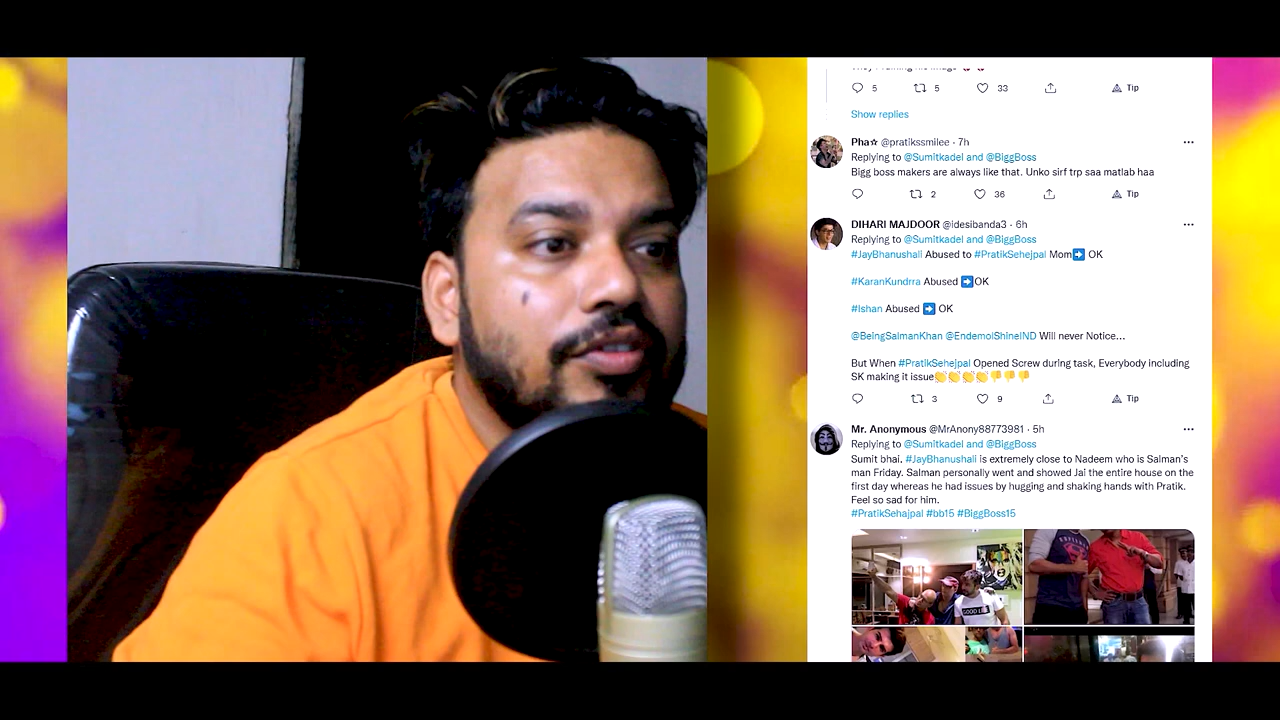 5 5 33 Tip
Show replies
Pha☆ @pratikssmilee · 7h
Replying to @Sumitkadel and @BiggBoss
Bigg boss makers are always like that. Unko sirf trp saa matlab haa
2 36 Tip
DIHARI MAJDOOR @idesibanda3 · 6h
Replying to @Sumitkadel and @BiggBoss
#JayBhanushali Abused to #PratikSehejpal Mom➡️ OK
#KaranKundrra Abused ➡️OK
#Ishan Abused ➡️ OK
@BeingSalmanKhan @EndemolShineIND Will never Notice...
But When #PratikSehejpal Opened Screw during task, Everybody including
SK making it issue👏👏👏👏👎👎👎
3 9 Tip
Mr. Anonymous @MrAnony88773981 · 5h
Replying to @Sumitkadel and @BiggBoss
Sumit bhai. #JayBhanushali is extremely close to Nadeem who is Salman's
man Friday. Salman personally went and showed Jai the entire house on the
first day whereas he had issues by hugging and shaking hands with Pratik.
Feel so sad for him.
#PratikSehajpal #bb15 #BiggBoss15